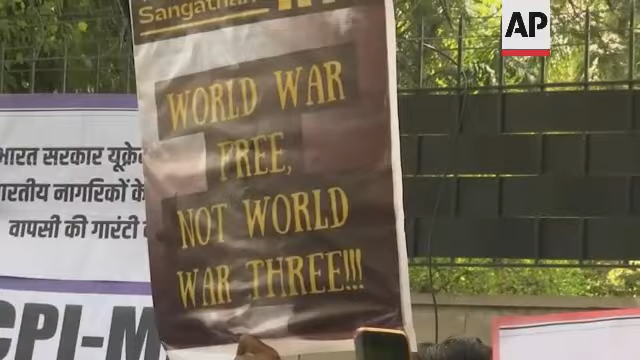 AP
Sangathan
WORLD WAR
FREE,
NOT WORLD
WAR THREE!!!
भारत सरकार यूक्रे
भारतीय नागरिकों के
वापसी की गारंटी
CPI-M